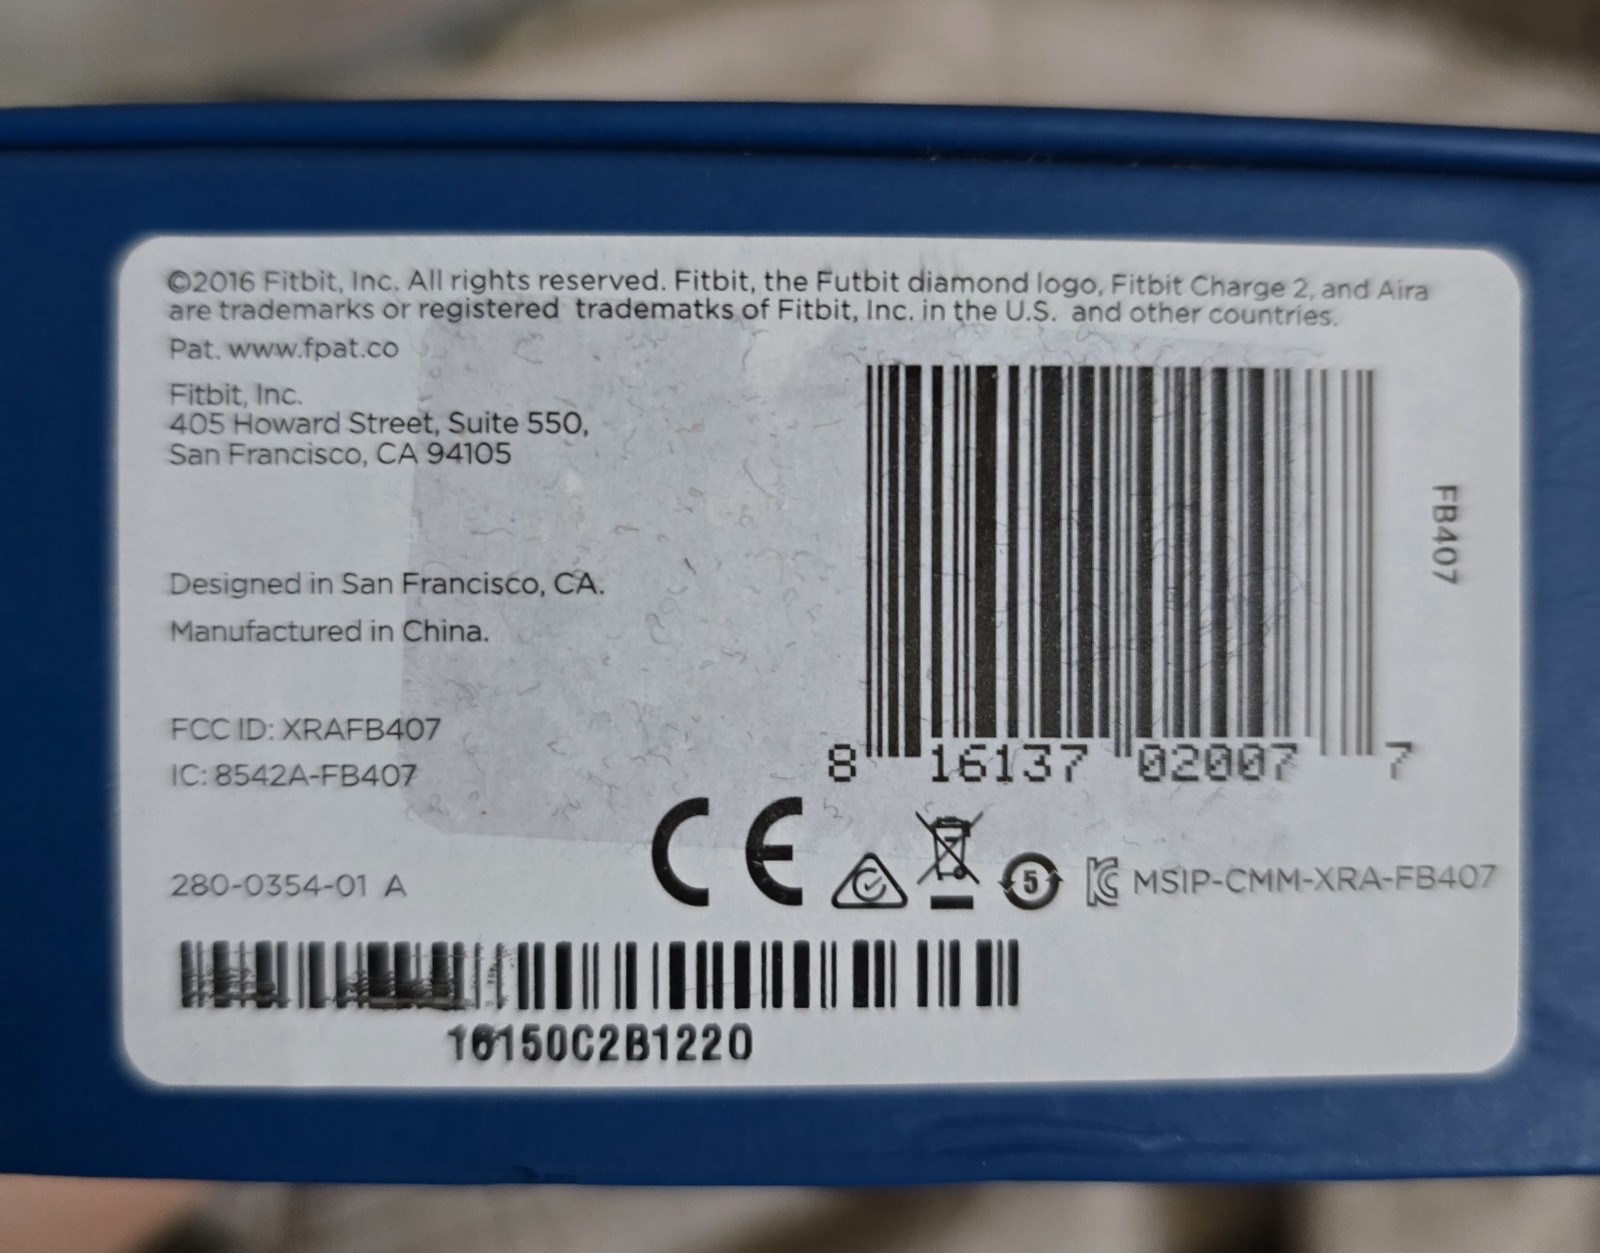 ©2016 Fitbit, Inc. All rights reserved. Fitbit, the Futbit diamond logo, Fitbit Charge 2, and Aira
are trademarks or registered tradematks of Fitbit, Inc. in the U.S. and other countries.
Pat. www.fpat.co
Fitbit, Inc.
405 Howard Street, Suite 550,
San Francisco, CA 94105
Designed in San Francisco, CA.
Manufactured in China.
FCC ID: XRAFB407
IC: 8542A-FB407
FB407
8 16137 02007 7
280-0354-01 A
CE
5
MSIP-CMM-XRA-FB407
16150C2B1220